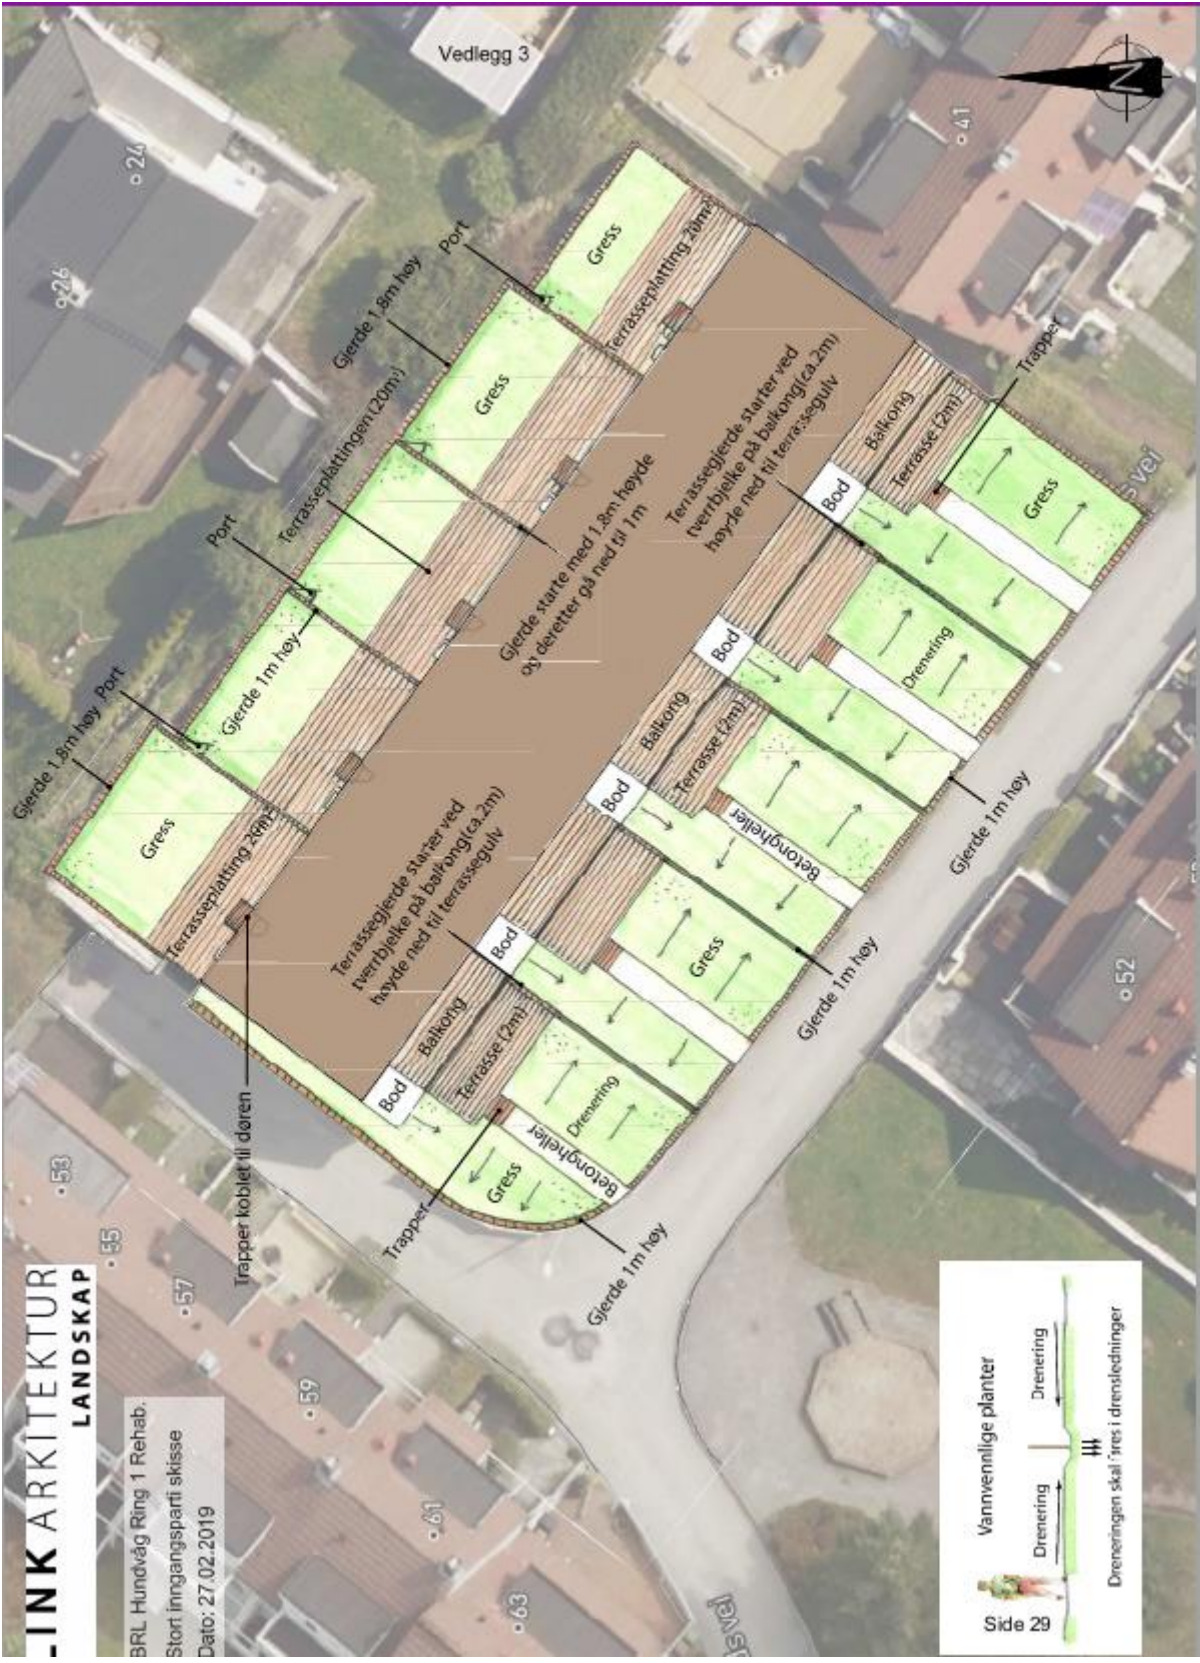 Vedlegg 3
N
24
26
41
Port
Gress
Terrasseplatting 20m²
Gjerde 1,8m høy
Gress
Terrasseplattingen (20m²)
Port
Gjerde 1m høy
Port
Gjerde 1,8m høy
Gress
Terrasseplatting 20m²
Gjerde starte med 1,8m høyde
og deretter gå ned til 1m
Terrassegjerde starter ved
tverrbjelke på balkong(ca.2m)
høyde ned til terrassegulv
Terrassegjerde starter ved
tverrbjelke på balkong(ca.2m)
høyde ned til terrassegulv
Trapper
Balkong
Terrasse (2m)
Gress
Bod
Drenering
Bod
Balkong
Terrasse (2m)
Betongheller
Gjerde 1m høy
Bod
Gress
Gjerde 1m høy
Bod
Balkong
Terrasse (2m)
Drenering
Betongheller
Bod
Gress
Trapper
Gjerde 1m høy
Trapper koblet til døren
vei
52
53
55
57
59
61
63
LINK ARKITEKTUR
LANDSKAP
BRL Hundvåg Ring 1 Rehab.
Stort inngangsparti skisse
Dato: 27.02.2019
Vannvennlige planter
Drenering
Drenering
Dreneringen skal føres i drensledninger
Side 29